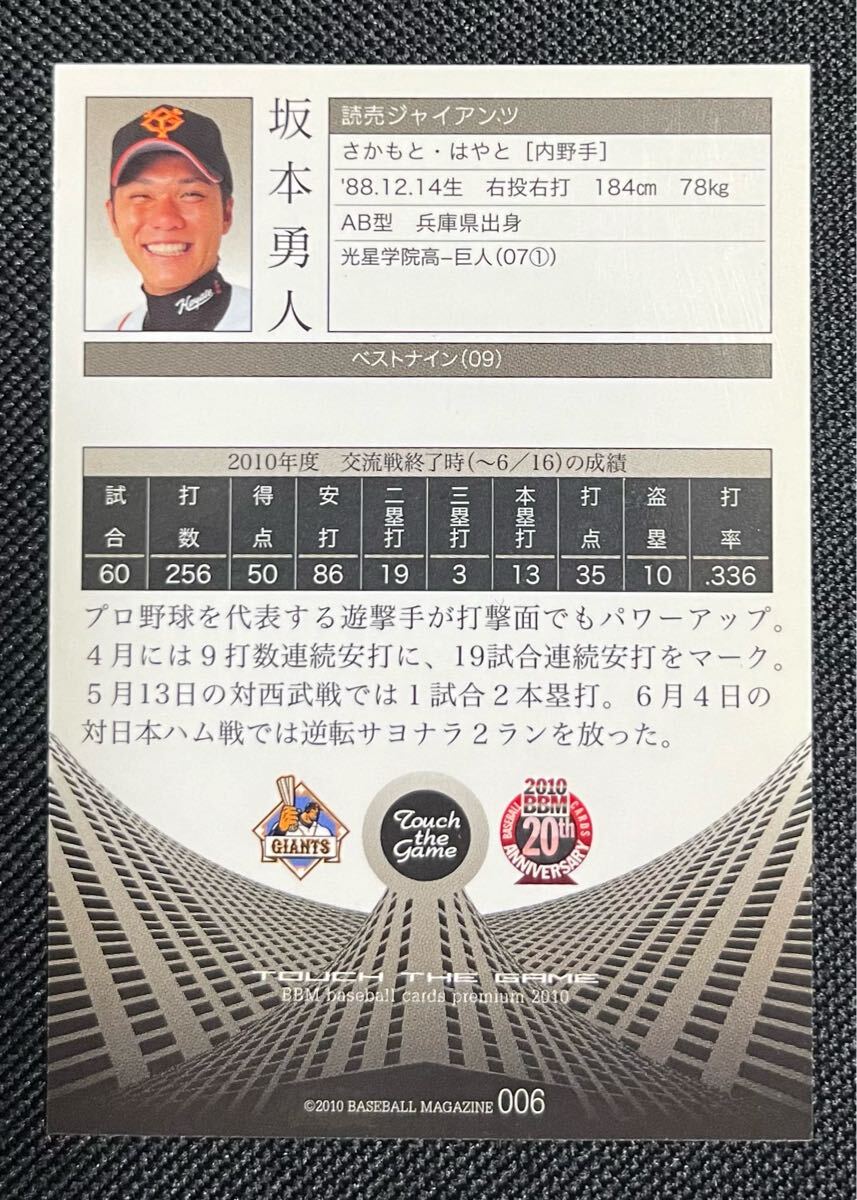 坂本勇人
読売ジャイアンツ
さかもと・はやと［内野手］
'88.12.14生　右投右打　184㎝　78㎏
AB型　兵庫県出身
光星学院高−巨人(07①)
Hayato
ベストナイン(09)
2010年度　交流戦終了時(〜6／16)の成績
試合 打数 得点 安打 二塁打 三塁打 本塁打 打点 盗塁 打率
60 256 50 86 19 3 13 35 10 .336
プロ野球を代表する遊撃手が打撃面でもパワーアップ。
４月には９打数連続安打に、19試合連続安打をマーク。
５月13日の対西武戦では１試合２本塁打。６月４日の
対日本ハム戦では逆転サヨナラ２ランを放った。
GIANTS
Touch
the
Game
2010
BBM
BASEBALL CARDS
20th
ANNIVERSARY
TOUCH THE GAME
BBM baseball cards premium 2010
©2010 BASEBALL MAGAZINE 006